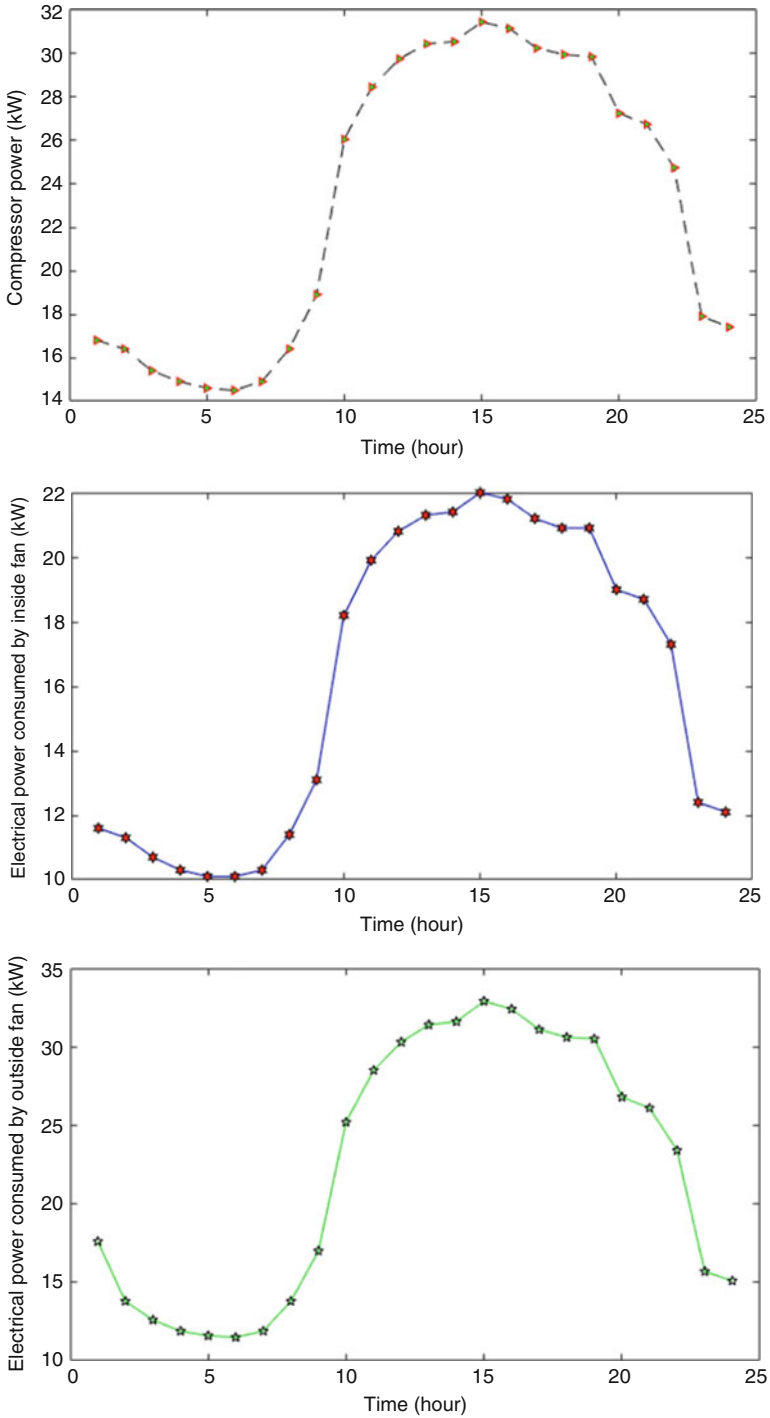 32
30
28
26
24
22
20
18
16
14
Compressor power (kW)
0 5 10 15 20 25
Time (hour)
22
20
18
16
14
12
10
Electrical power consumed by inside fan (kW)
0 5 10 15 20 25
Time (hour)
35
30
25
20
15
10
Electrical power consumed by outside fan (kW)
0 5 10 15 20 25
Time (hour)